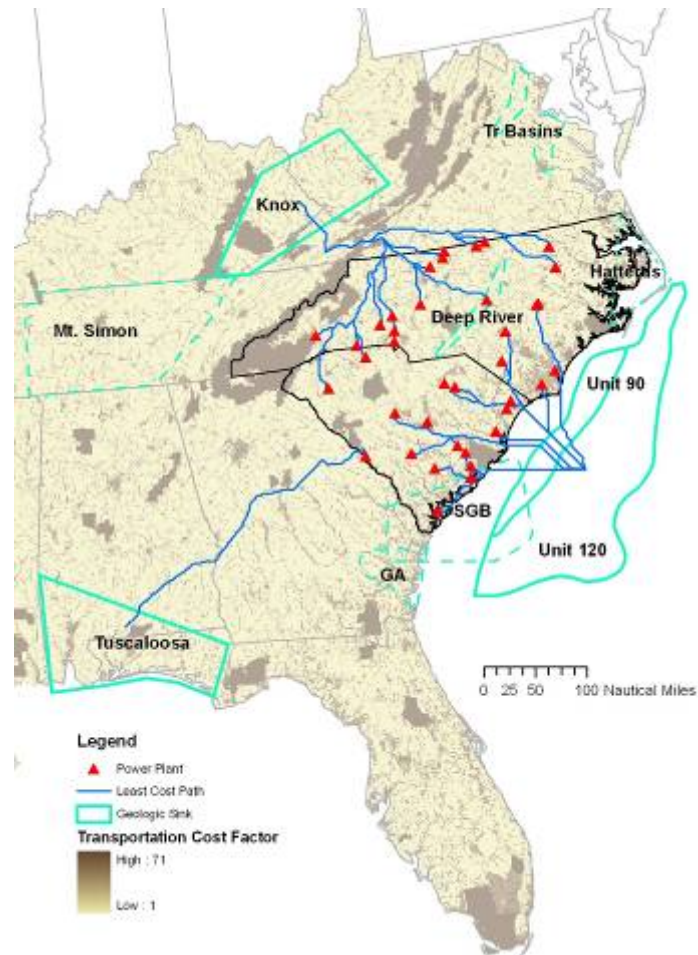 Tr Basins
Knox
Hatteras
Mt. Simon
Deep River
Unit 90
SGB
Unit 120
GA
Tuscaloosa
0 25 50 100 Nautical Miles
Legend
Power Plant
Least Cost Path
Geologic Sink
Transportation Cost Factor
High : 71
Low : 1